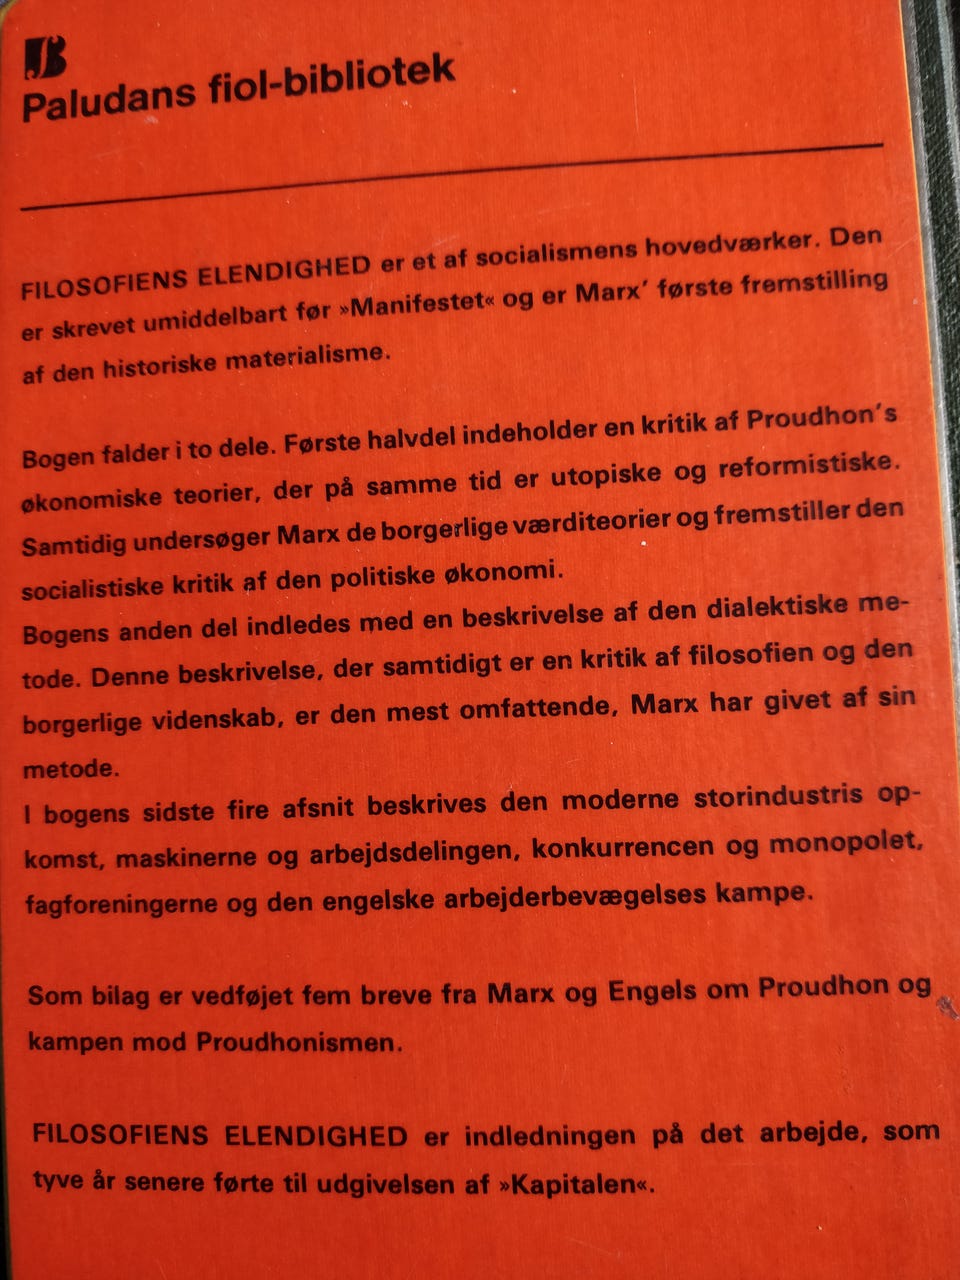 Paludans fiol-bibliotek
FILOSOFIENS ELENDIGHED er et af socialismens hovedværker. Den
er skrevet umiddelbart før »Manifestet« og er Marx' første fremstilling
af den historiske materialisme.
Bogen falder i to dele. Første halvdel indeholder en kritik af Proudhon's
økonomiske teorier, der på samme tid er utopiske og reformistiske.
Samtidig undersøger Marx de borgerlige værditeorier og fremstiller den
socialistiske kritik af den politiske økonomi.
Bogens anden del indledes med en beskrivelse af den dialektiske me-
tode. Denne beskrivelse, der samtidigt er en kritik af filosofien og den
borgerlige videnskab, er den mest omfattende, Marx har givet af sin
metode.
I bogens sidste fire afsnit beskrives den moderne storindustris op-
komst, maskinerne og arbejdsdelingen, konkurrencen og monopolet,
fagforeningerne og den engelske arbejderbevægelses kampe.
Som bilag er vedføjet fem breve fra Marx og Engels om Proudhon og
kampen mod Proudhonismen.
FILOSOFIENS ELENDIGHED er indledningen på det arbejde, som
tyve år senere førte til udgivelsen af »Kapitalen«.